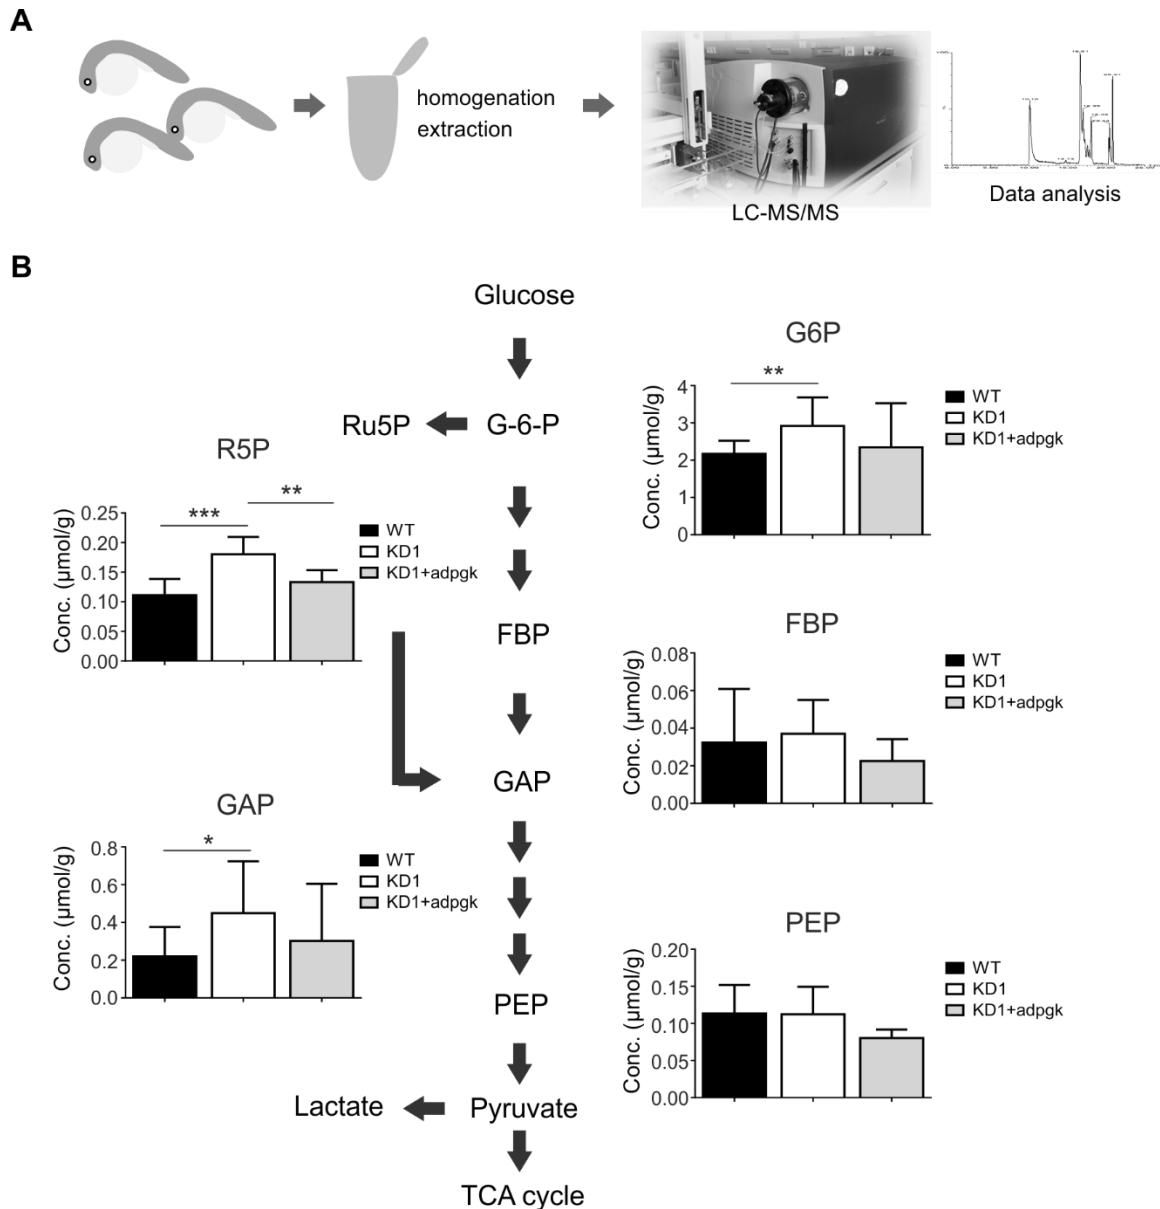 A
homogenation
extraction
LC-MS/MS
Data analysis
B
Glucose
G6P
Conc. (µmol/g)
4
3
2
1
0
**
WT
KD1
KD1+adpgk
Ru5P
G-6-P
R5P
Conc. (µmol/g)
0.25
0.20
0.15
0.10
0.05
0.00
***
**
WT
KD1
KD1+adpgk
FBP
FBP
Conc. (µmol/g)
0.08
0.06
0.04
0.02
0.00
WT
KD1
KD1+adpgk
GAP
GAP
Conc. (µmol/g)
0.8
0.6
0.4
0.2
0.0
*
WT
KD1
KD1+adpgk
PEP
PEP
Conc. (µmol/g)
0.20
0.15
0.10
0.05
0.00
WT
KD1
KD1+adpgk
Lactate
Pyruvate
TCA cycle